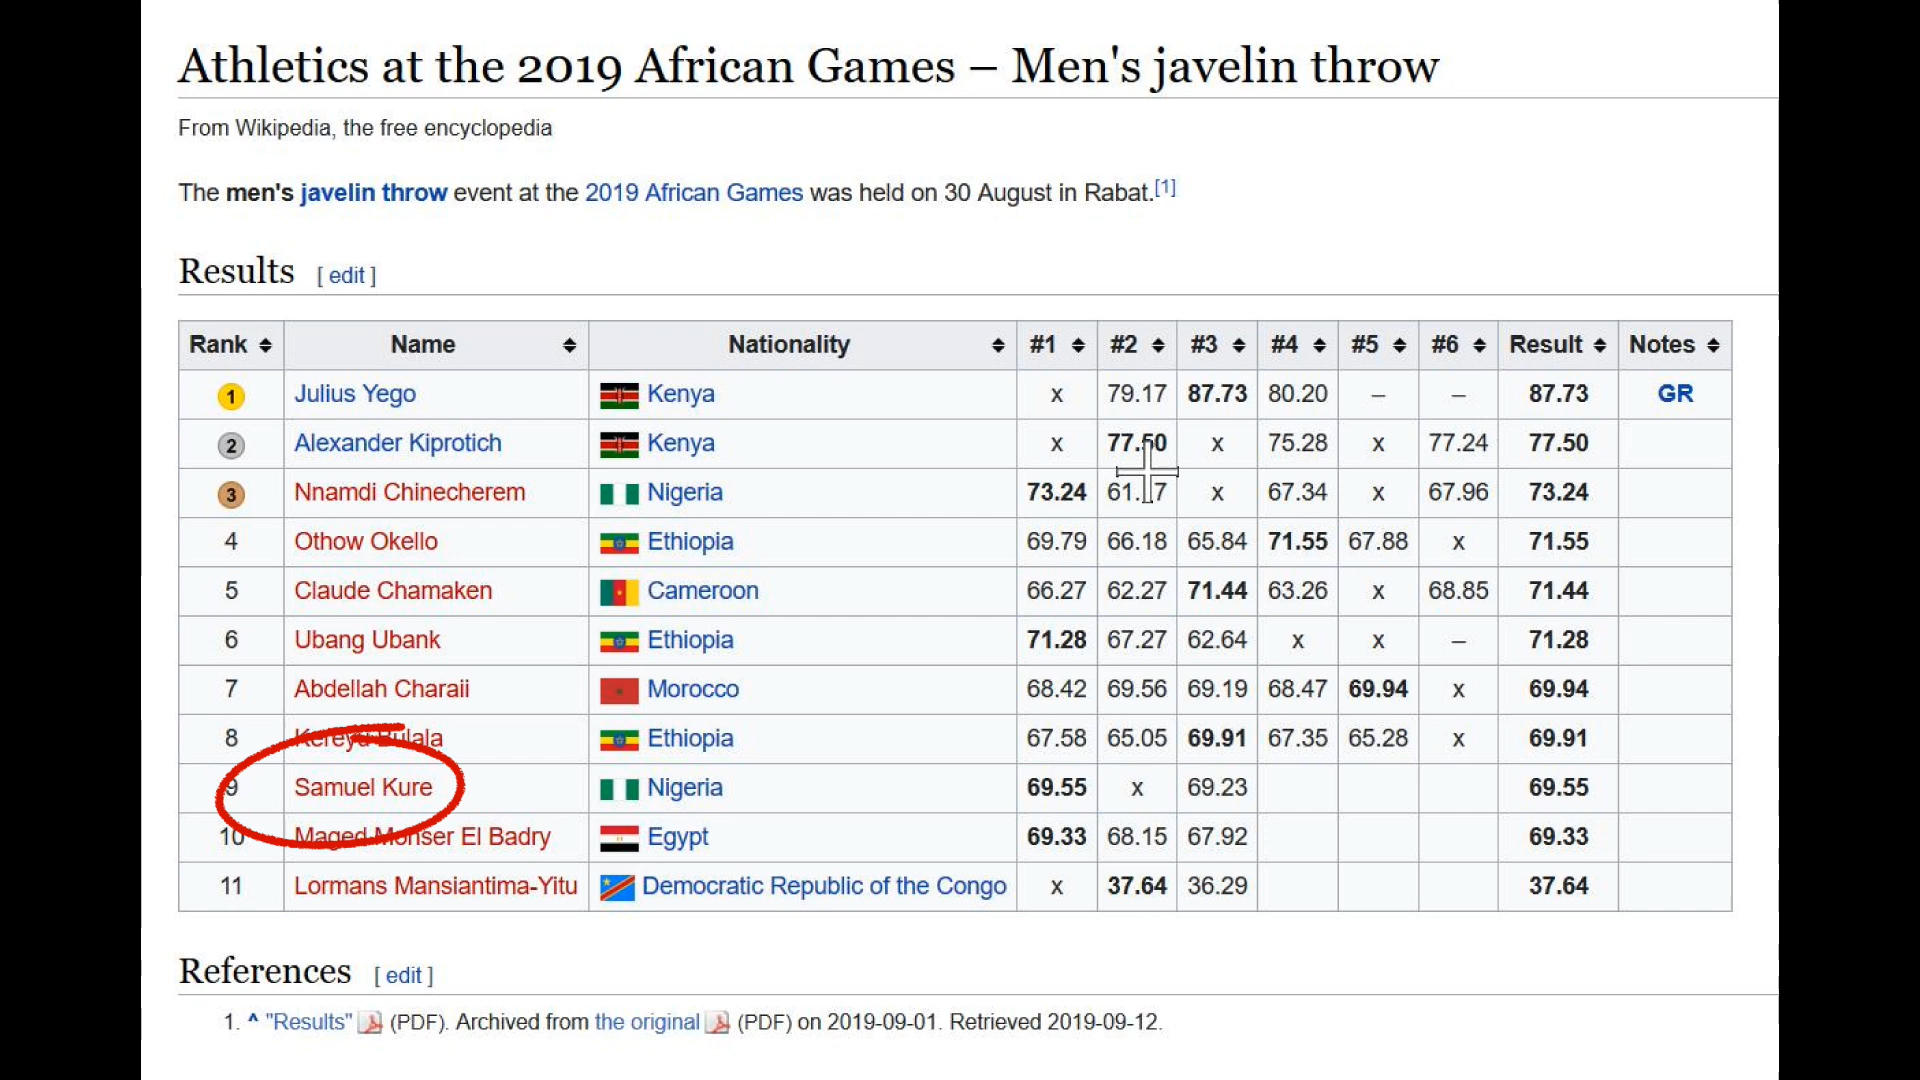 Athletics at the 2019 African Games – Men's javelin throw
From Wikipedia, the free encyclopedia
The men's javelin throw event at the 2019 African Games was held on 30 August in Rabat.[1]
Results [ edit ]
Rank Name Nationality #1 #2 #3 #4 #5 #6 Result Notes
1 Julius Yego Kenya x 79.17 87.73 80.20 – – 87.73 GR
2 Alexander Kiprotich Kenya x 77.50 x 75.28 x 77.24 77.50
3 Nnamdi Chinecherem Nigeria 73.24 x 67.34 x 67.96 73.24
4 Othow Okello Ethiopia 69.79 66.18 65.84 71.55 67.88 x 71.55
5 Claude Chamaken Cameroon 66.27 62.27 71.44 63.26 x 68.85 71.44
6 Ubang Ubank Ethiopia 71.28 67.27 62.64 x x – 71.28
7 Abdellah Charaii Morocco 68.42 69.56 69.19 68.47 69.94 x 69.94
8 Kereyu Bulala Ethiopia 67.58 65.05 69.91 67.35 65.28 x 69.91
9 Samuel Kure Nigeria 69.55 x 69.23 69.55
10 Maged Monser El Badry Egypt 69.33 68.15 67.92 69.33
11 Lormans Mansiantima-Yitu Democratic Republic of the Congo x 37.64 36.29 37.64
References [ edit ]
1. ^ "Results" (PDF). Archived from the original (PDF) on 2019-09-01. Retrieved 2019-09-12.